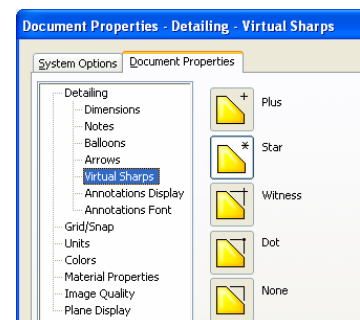 Document Properties - Detailing - Virtual Sharps
System Options
Document Properties
Detailing
Dimensions
Notes
Balloons
Arrows
Virtual Sharps
Annotations Display
Annotations Font
Grid/Snap
Units
Colors
Material Properties
Image Quality
Plane Display
Plus
Star
Witness
Dot
None